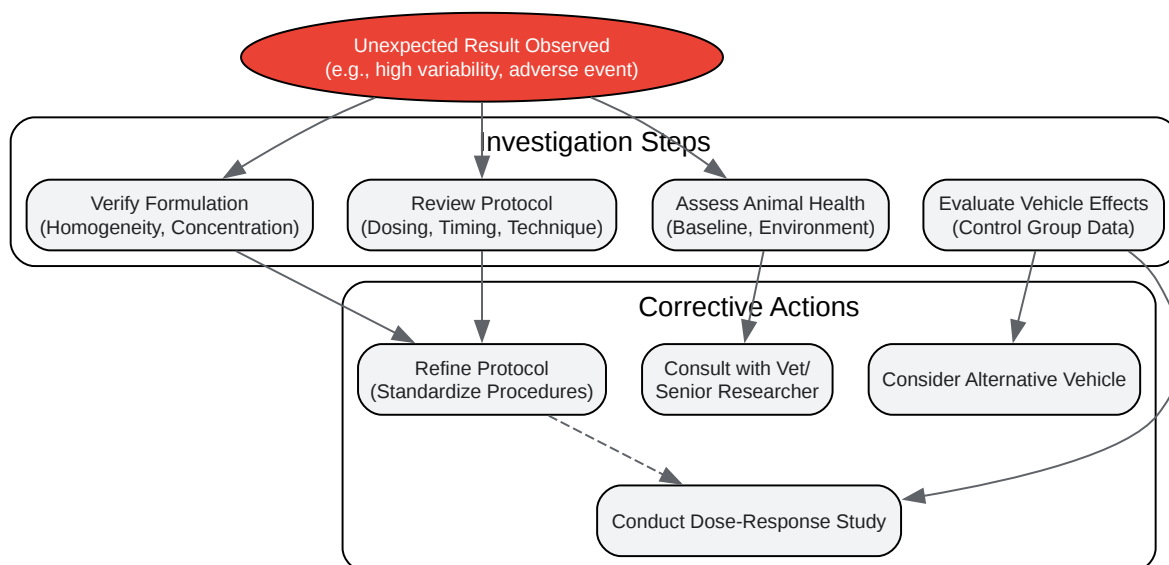 Unexpected Result Observed
(e.g., high variability, adverse event)
Investigation Steps
Verify Formulation
(Homogeneity, Concentration)
Review Protocol
(Dosing, Timing, Technique)
Assess Animal Health
(Baseline, Environment)
Evaluate Vehicle Effects
(Control Group Data)
Corrective Actions
Refine Protocol
(Standardize Procedures)
Consult with Vet/
Senior Researcher
Consider Alternative Vehicle
Conduct Dose-Response Study